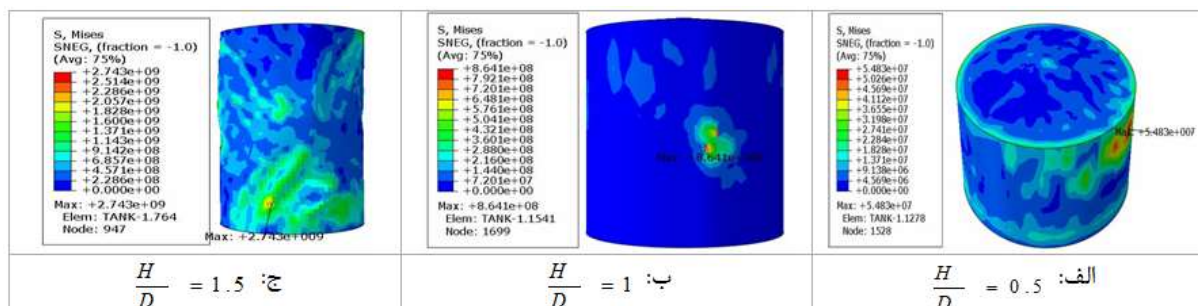 S, Mises
SNEG, (fraction = -1.0)
(Avg: 75%)
+2.743e+09
+2.514e+09
+2.286e+09
+2.057e+09
+1.828e+09
+1.600e+09
+1.371e+09
+1.143e+09
+9.142e+08
+6.857e+08
+4.571e+08
+2.286e+08
+0.000e+00
Max: +2.743e+09
Elem: TANK-1.764
Node: 947
Max: +2.743e+009
S, Mises
SNEG, (fraction = -1.0)
(Avg: 75%)
+8.641e+08
+7.921e+08
+7.201e+08
+6.481e+08
+5.761e+08
+5.041e+08
+4.321e+08
+3.601e+08
+2.880e+08
+2.160e+08
+1.440e+08
+7.201e+07
+0.000e+00
Max: +8.641e+08
Elem: TANK-1.1541
Node: 1699
S, Mises
SNEG, (fraction = -1.0)
(Avg: 75%)
+5.483e+07
+5.026e+07
+4.569e+07
+4.112e+07
+3.655e+07
+3.198e+07
+2.741e+07
+2.284e+07
+1.828e+07
+1.371e+07
+9.138e+06
+4.569e+06
+0.000e+00
Max: +5.483e+07
Elem: TANK-1.1278
Node: 1528
Max: +5.483e+007
ج: H/D = 1.5
ب: H/D = 1
الف: H/D = 0.5